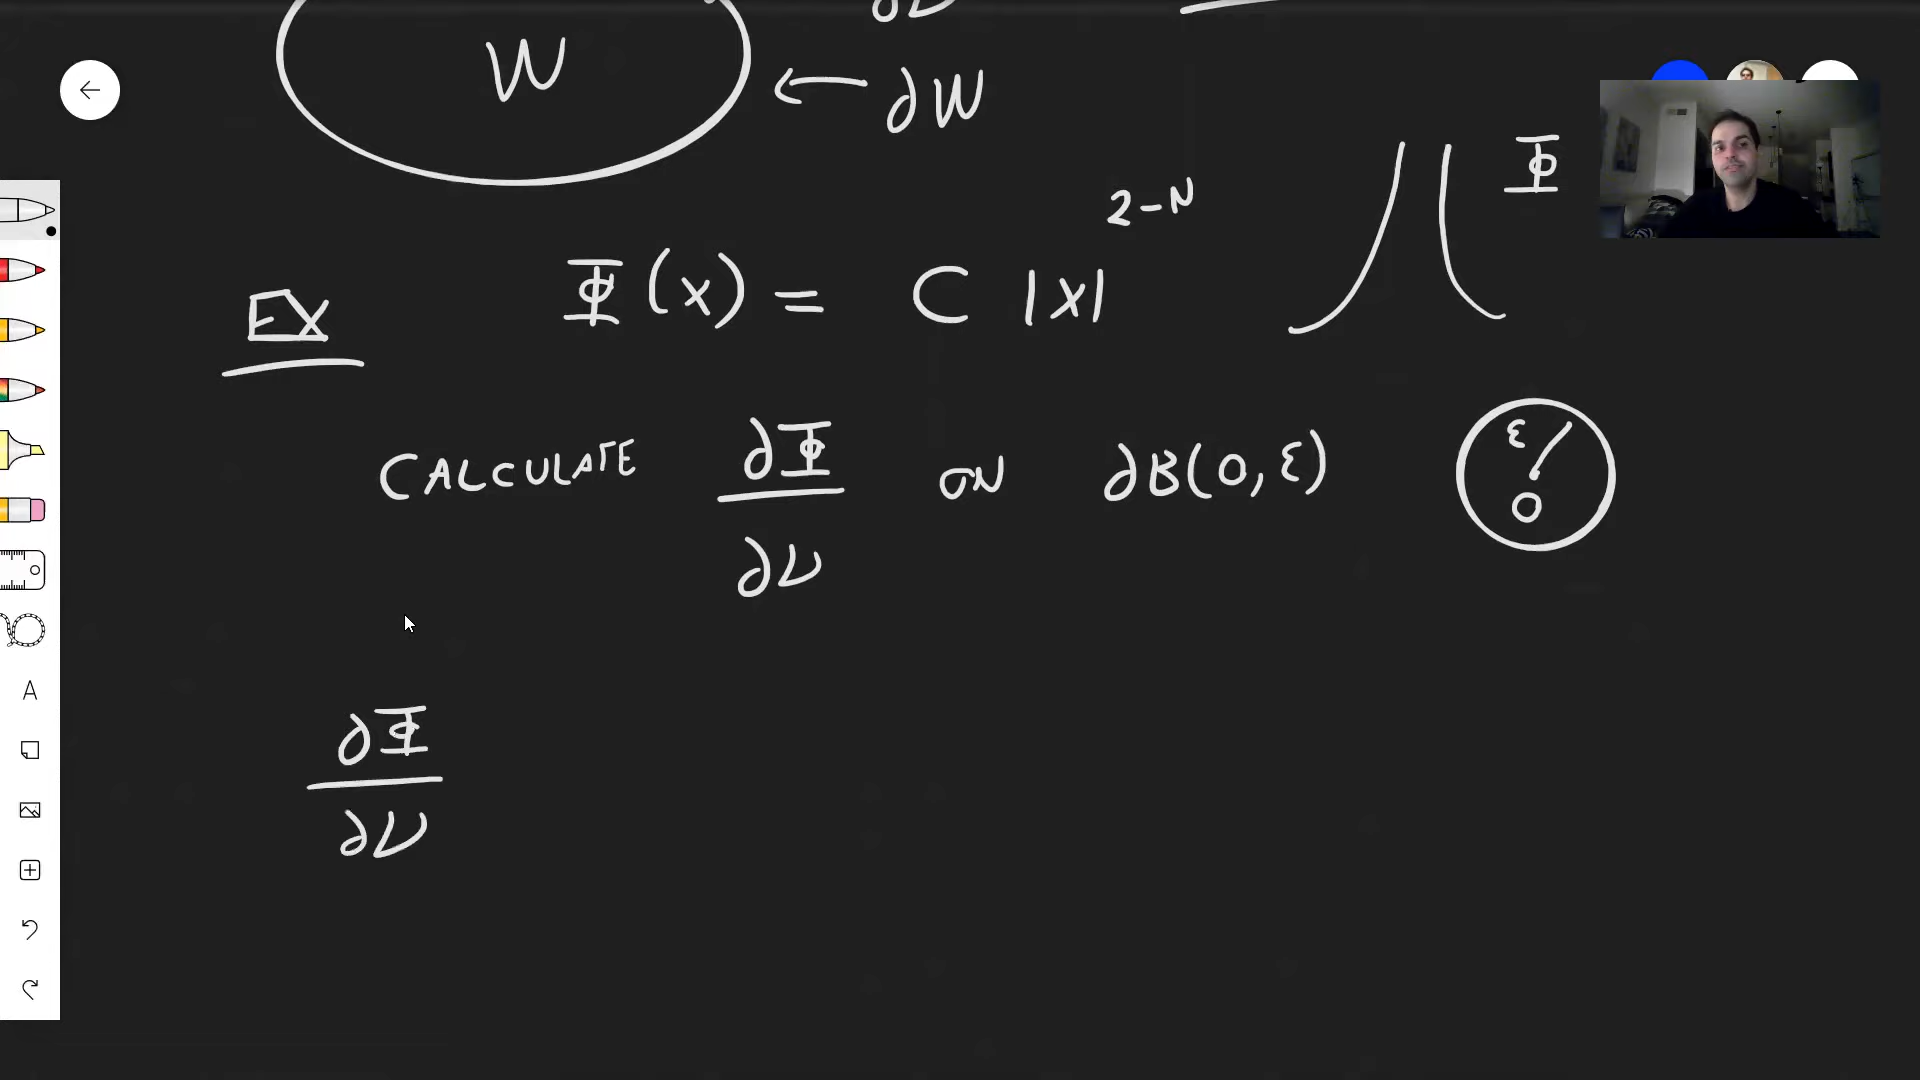 W
← ∂W
Φ
EX Φ(x) = C |x|^{2-N}
CALCULATE ∂Φ/∂ν ON ∂B(0,ε)
ε
0
∂Φ/∂ν
A